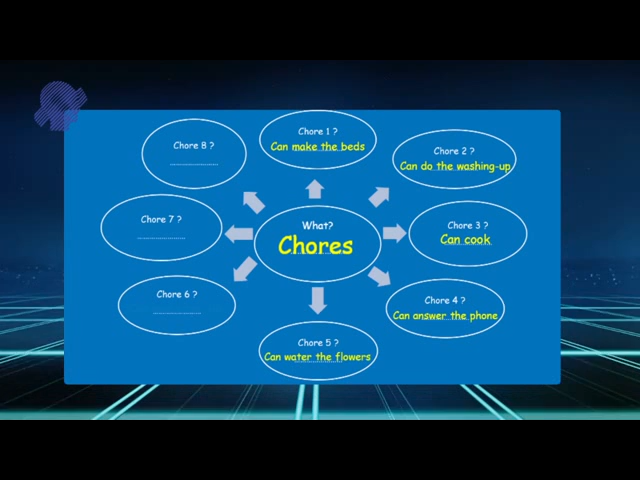 What?
Chores
Chore 1 ?
Can make the beds
Chore 2 ?
Can do the washing-up
Chore 3 ?
Can cook
Chore 4 ?
Can answer the phone
Chore 5 ?
Can water the flowers
Chore 6 ?
........................
Chore 7 ?
........................
Chore 8 ?
........................